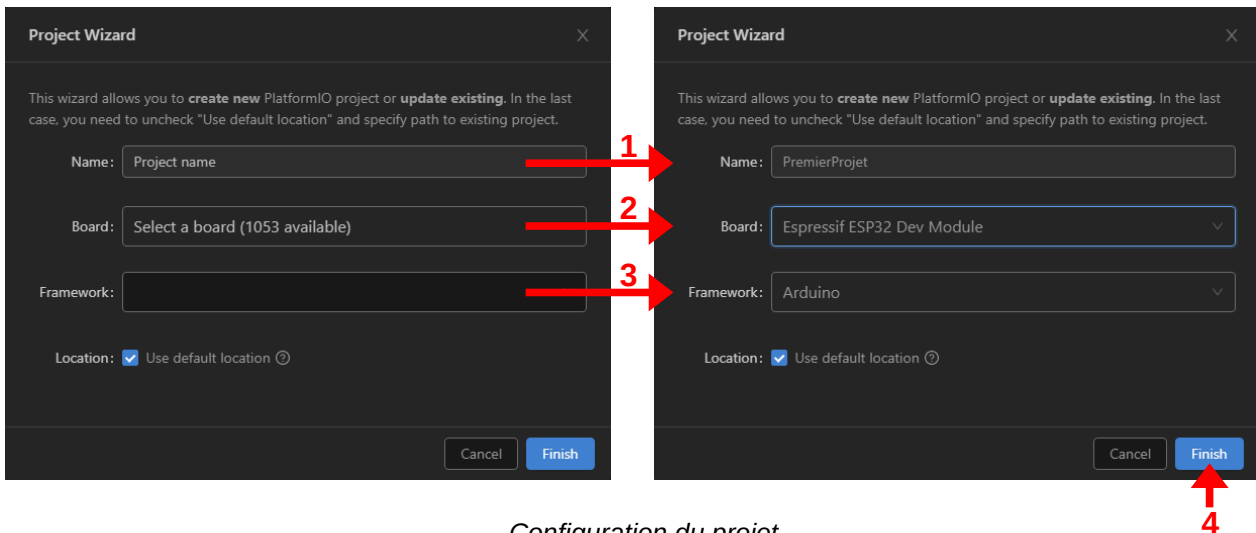 Project Wizard
This wizard allows you to create new PlatformIO project or update existing. In the last
case, you need to uncheck "Use default location" and specify path to existing project.
Name: Project name
Board: Select a board (1053 available)
Framework:
Location: Use default location
Cancel Finish
1
2
3
Project Wizard
This wizard allows you to create new PlatformIO project or update existing. In the last
case, you need to uncheck "Use default location" and specify path to existing project.
Name: PremierProjet
Board: Espressif ESP32 Dev Module
Framework: Arduino
Location: Use default location
Cancel Finish
4
Configuration du projet